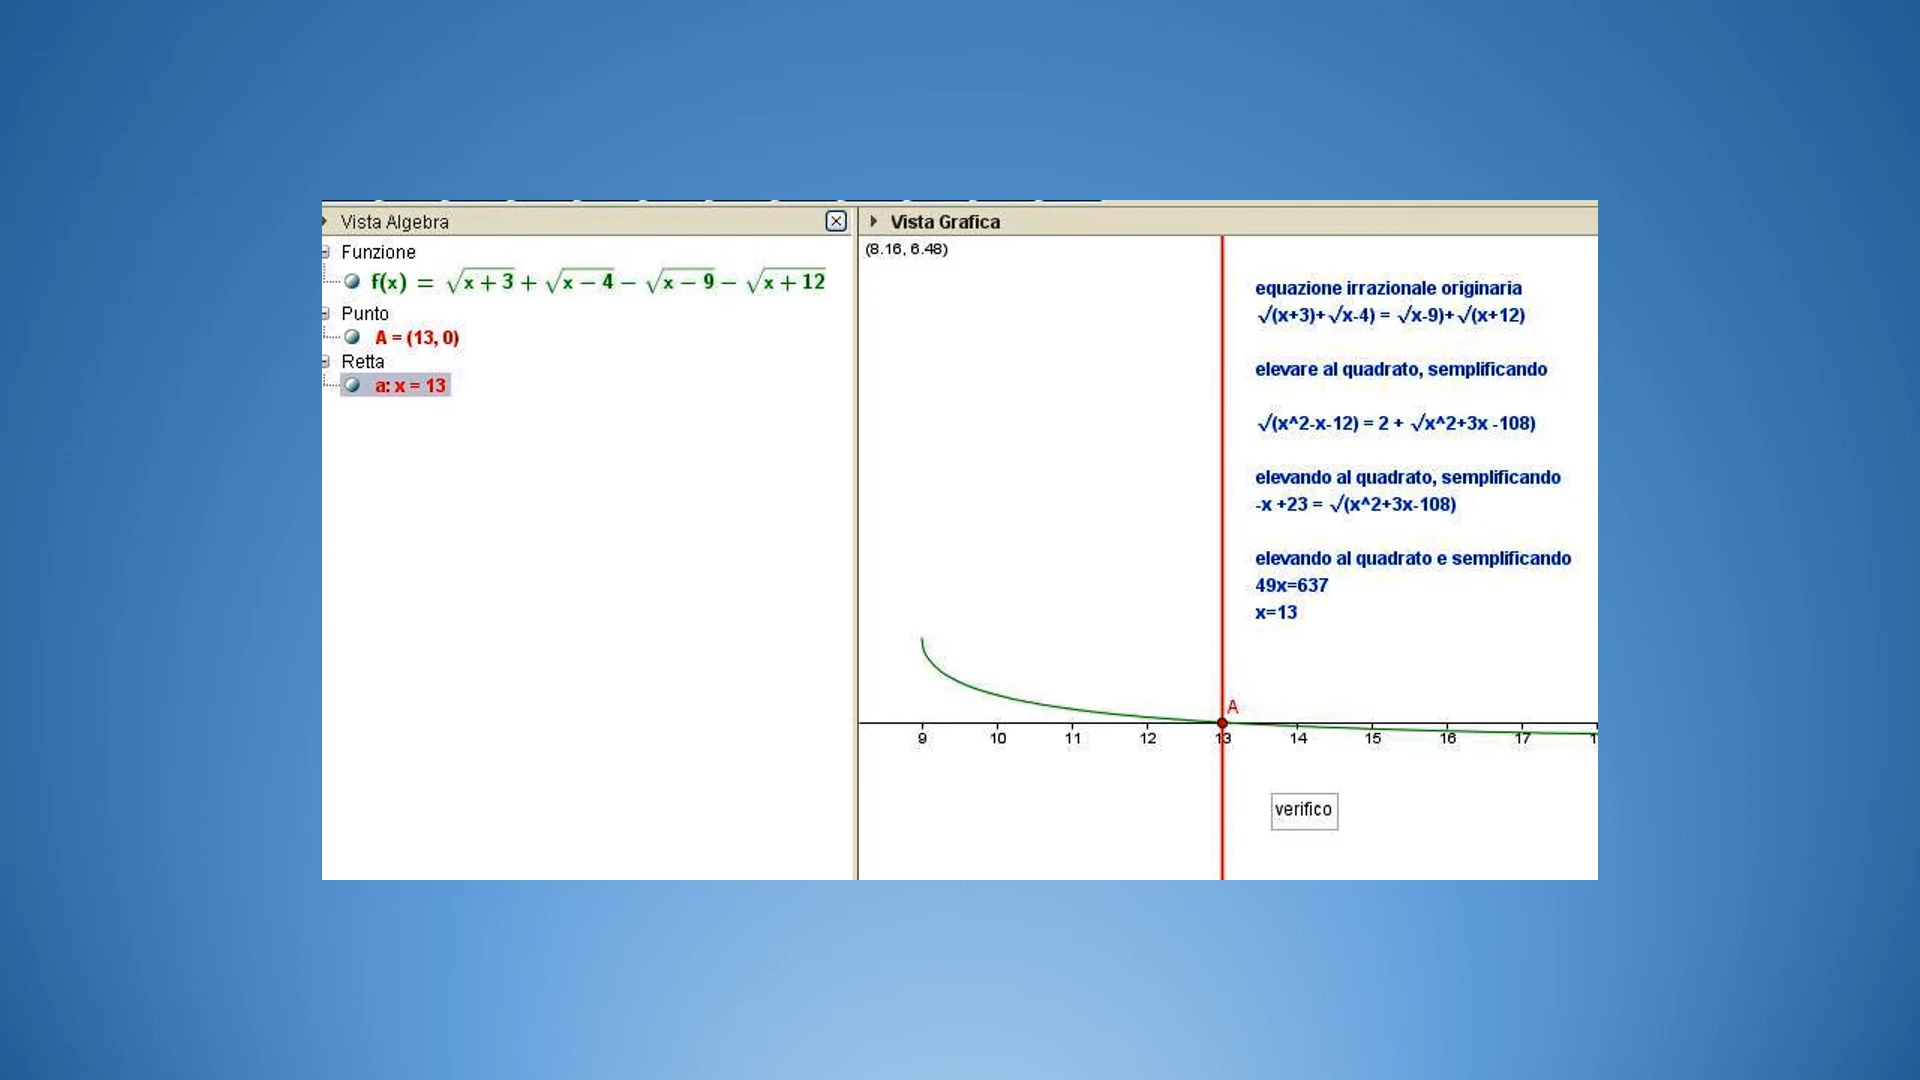 Vista Algebra
Funzione
f(x) = √x + 3 + √x − 4 − √x − 9 − √x + 12
Punto
A = (13, 0)
Retta
a: x = 13
Vista Grafica
(8.16, 6.48)
equazione irrazionale originaria
√(x+3)+√x-4) = √x-9)+√(x+12)
elevare al quadrato, semplificando
√(x^2-x-12) = 2 + √x^2+3x -108)
elevando al quadrato, semplificando
-x +23 = √(x^2+3x-108)
elevando al quadrato e semplificando
49x=637
x=13
A
9 10 11 12 13 14 15 16 17 1
verifico